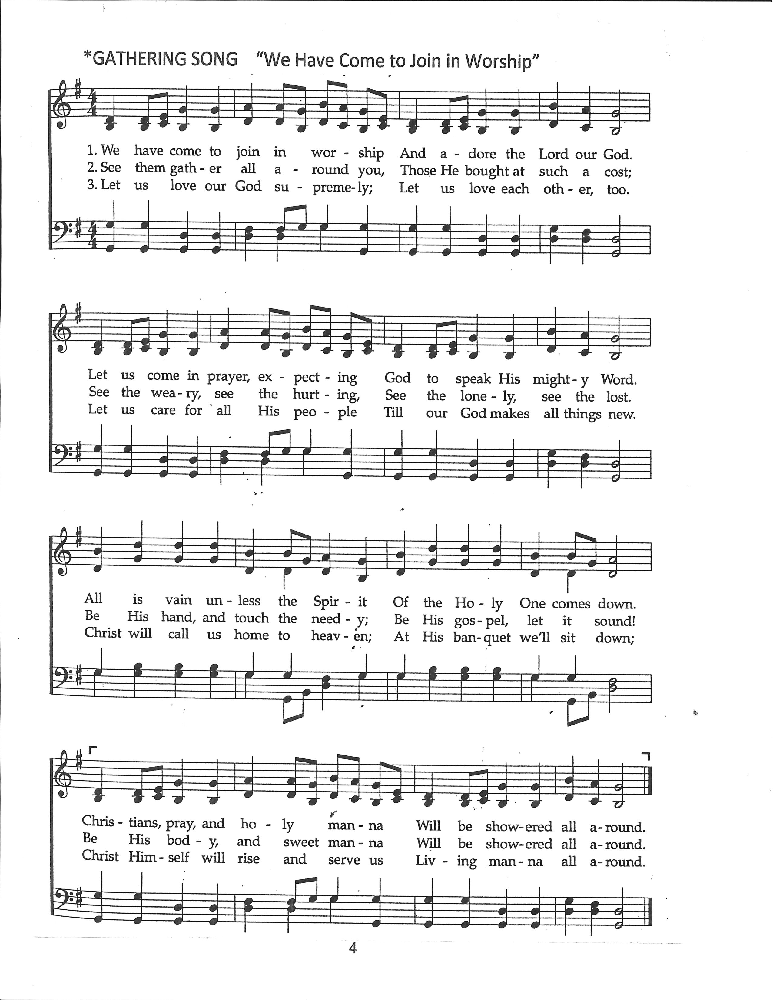 *GATHERING SONG “We Have Come to Join in Worship”
1. We have come to join in wor - ship And a - dore the Lord our God.
2. See them gath - er all a - round you, Those He bought at such a cost;
3. Let us love our God su - preme - ly; Let us love each oth - er, too.
Let us come in prayer, ex - pect - ing God to speak His might - y Word.
See the wea - ry, see the hurt - ing, See the lone - ly, see the lost.
Let us care for all His peo - ple Till our God makes all things new.
All is vain un - less the Spir - it Of the Ho - ly One comes down.
Be His hand, and touch the need - y; Be His gos - pel, let it sound!
Christ will call us home to heav - en; At His ban - quet we'll sit down;
Chris - tians, pray, and ho - ly man - na Will be show - ered all a - round.
Be His bod - y, and sweet man - na Will be show - ered all a - round.
Christ Him - self will rise and serve us Liv - ing man - na all a - round.
4